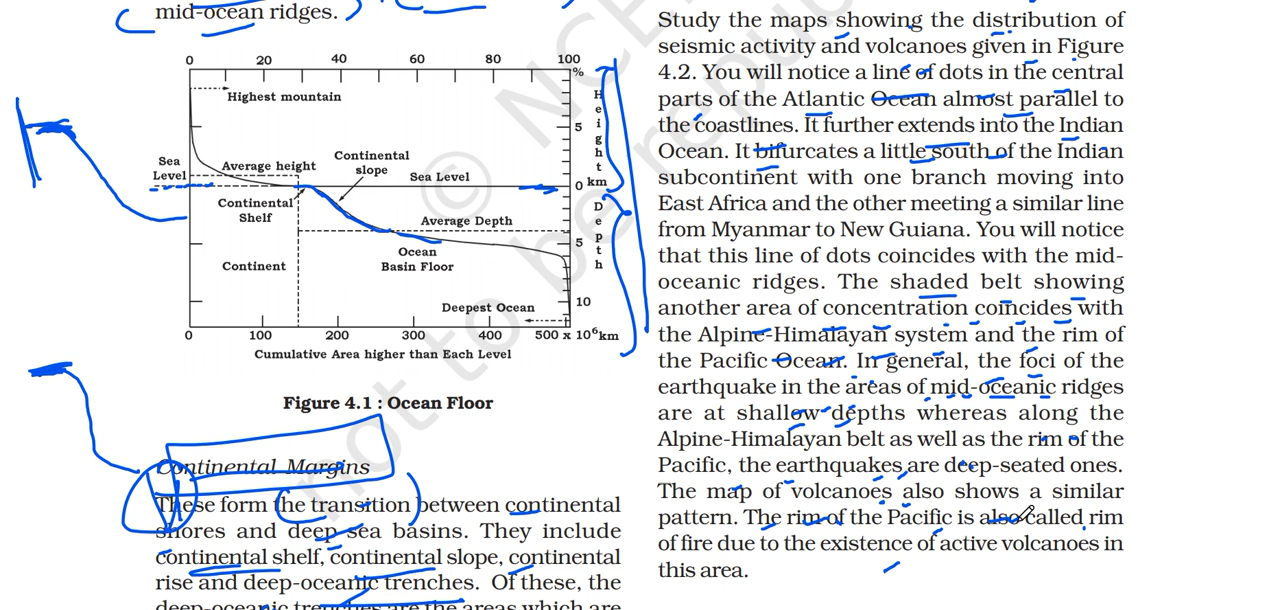 mid-ocean ridges.
0 20 40 60 80 100
%
Highest mountain
Height
5
Sea Level
Average height
Continental slope
Sea Level
0 km
Continental Shelf
Depth
Average Depth
5
Ocean Basin Floor
Continent
10
Deepest Ocean
0 100 200 300 400 500 x 10⁶km
Cumulative Area higher than Each Level
Figure 4.1 : Ocean Floor
Continental Margins
These form the transition between continental
shores and deep-sea basins. They include
continental shelf, continental slope, continental
rise and deep-oceanic trenches. Of these, the
deep-oceanic trenches are the areas which are
Study the maps showing the distribution of
seismic activity and volcanoes given in Figure
4.2. You will notice a line of dots in the central
parts of the Atlantic Ocean almost parallel to
the coastlines. It further extends into the Indian
Ocean. It bifurcates a little south of the Indian
subcontinent with one branch moving into
East Africa and the other meeting a similar line
from Myanmar to New Guiana. You will notice
that this line of dots coincides with the mid-
oceanic ridges. The shaded belt showing
another area of concentration coincides with
the Alpine-Himalayan system and the rim of
the Pacific Ocean. In general, the foci of the
earthquake in the areas of mid-oceanic ridges
are at shallow depths whereas along the
Alpine-Himalayan belt as well as the rim of the
Pacific, the earthquakes are deep-seated ones.
The map of volcanoes also shows a similar
pattern. The rim of the Pacific is also called rim
of fire due to the existence of active volcanoes in
this area.
© NCE
not to be republ